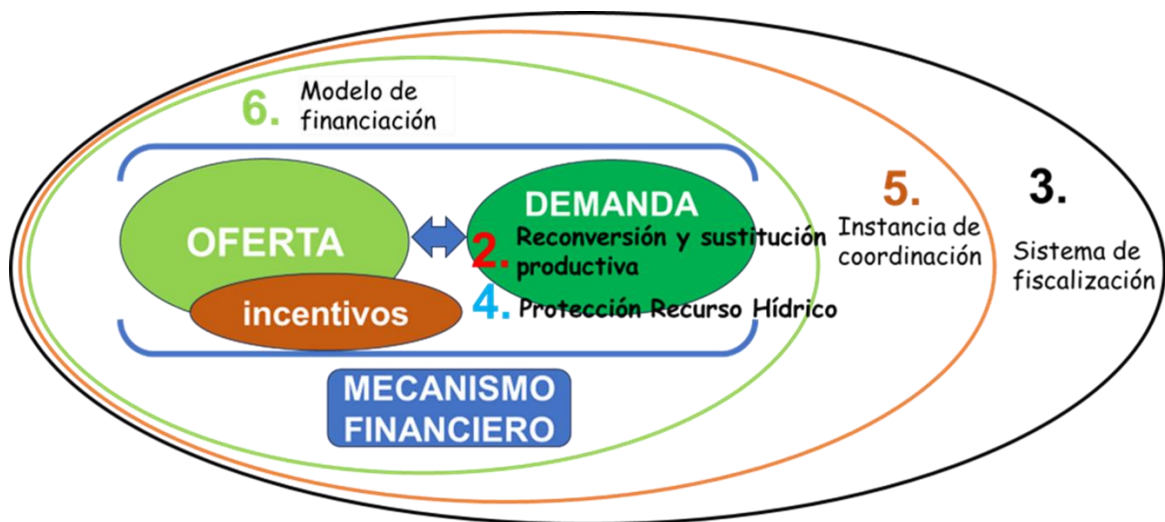 6. Modelo de
financiación
OFERTA
incentivos
DEMANDA
2. Reconversión y sustitución
productiva
4. Protección Recurso Hídrico
MECANISMO
FINANCIERO
5.
Instancia de
coordinación
3.
Sistema de
fiscalización